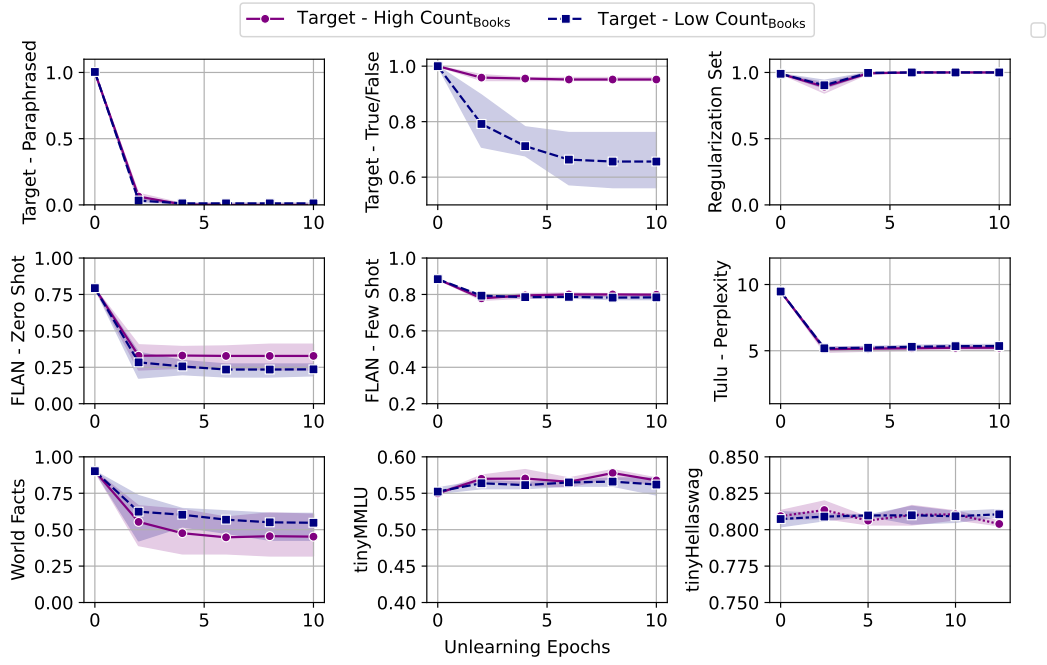 Target - High Count_Books Target - Low Count_Books
Target - Paraphrased
1.0
0.5
0.0
0 5 10
Target - True/False
1.0
0.8
0.6
0 5 10
Regularization Set
1.0
0.5
0.0
0 5 10
FLAN - Zero Shot
1.00
0.75
0.50
0.25
0.00
0 5 10
FLAN - Few Shot
1.0
0.8
0.6
0.4
0.2
0 5 10
Tulu - Perplexity
10
5
0 5 10
World Facts
1.00
0.75
0.50
0.25
0.00
0 5 10
tinyMMLU
0.60
0.55
0.50
0.45
0.40
0 5 10
tinyHellaswag
0.850
0.825
0.800
0.775
0.750
0 5 10
Unlearning Epochs